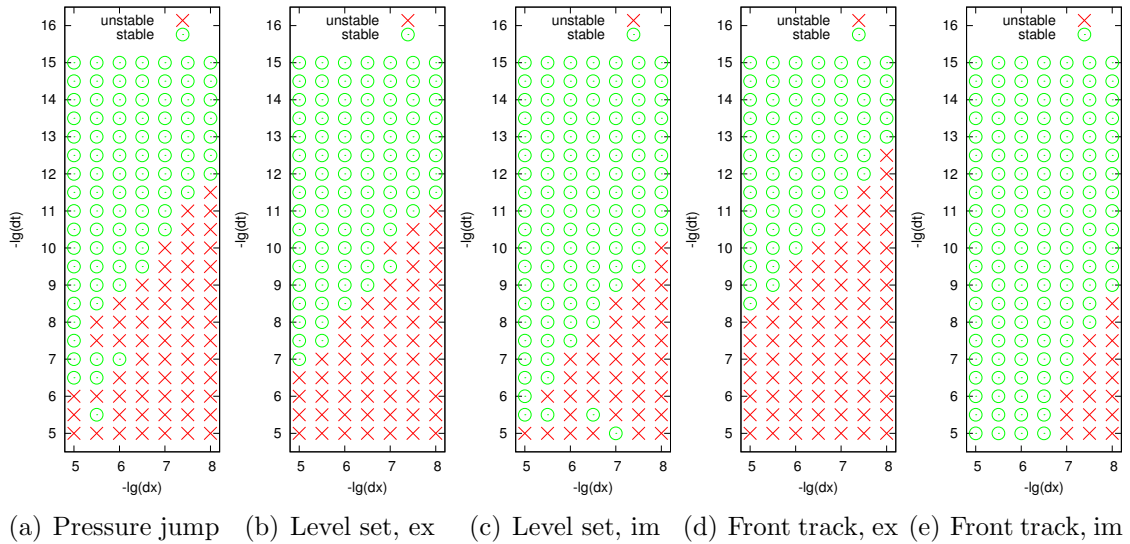 unstable
stable
16
15
14
13
12
11
10
9
8
7
6
5
5 6 7 8
-lg(dt)
-lg(dx)
(a) Pressure jump
unstable
stable
16
15
14
13
12
11
10
9
8
7
6
5
5 6 7 8
-lg(dt)
-lg(dx)
(b) Level set, ex
unstable
stable
16
15
14
13
12
11
10
9
8
7
6
5
5 6 7 8
-lg(dt)
-lg(dx)
(c) Level set, im
unstable
stable
16
15
14
13
12
11
10
9
8
7
6
5
5 6 7 8
-lg(dt)
-lg(dx)
(d) Front track, ex
unstable
stable
16
15
14
13
12
11
10
9
8
7
6
5
5 6 7 8
-lg(dt)
-lg(dx)
(e) Front track, im